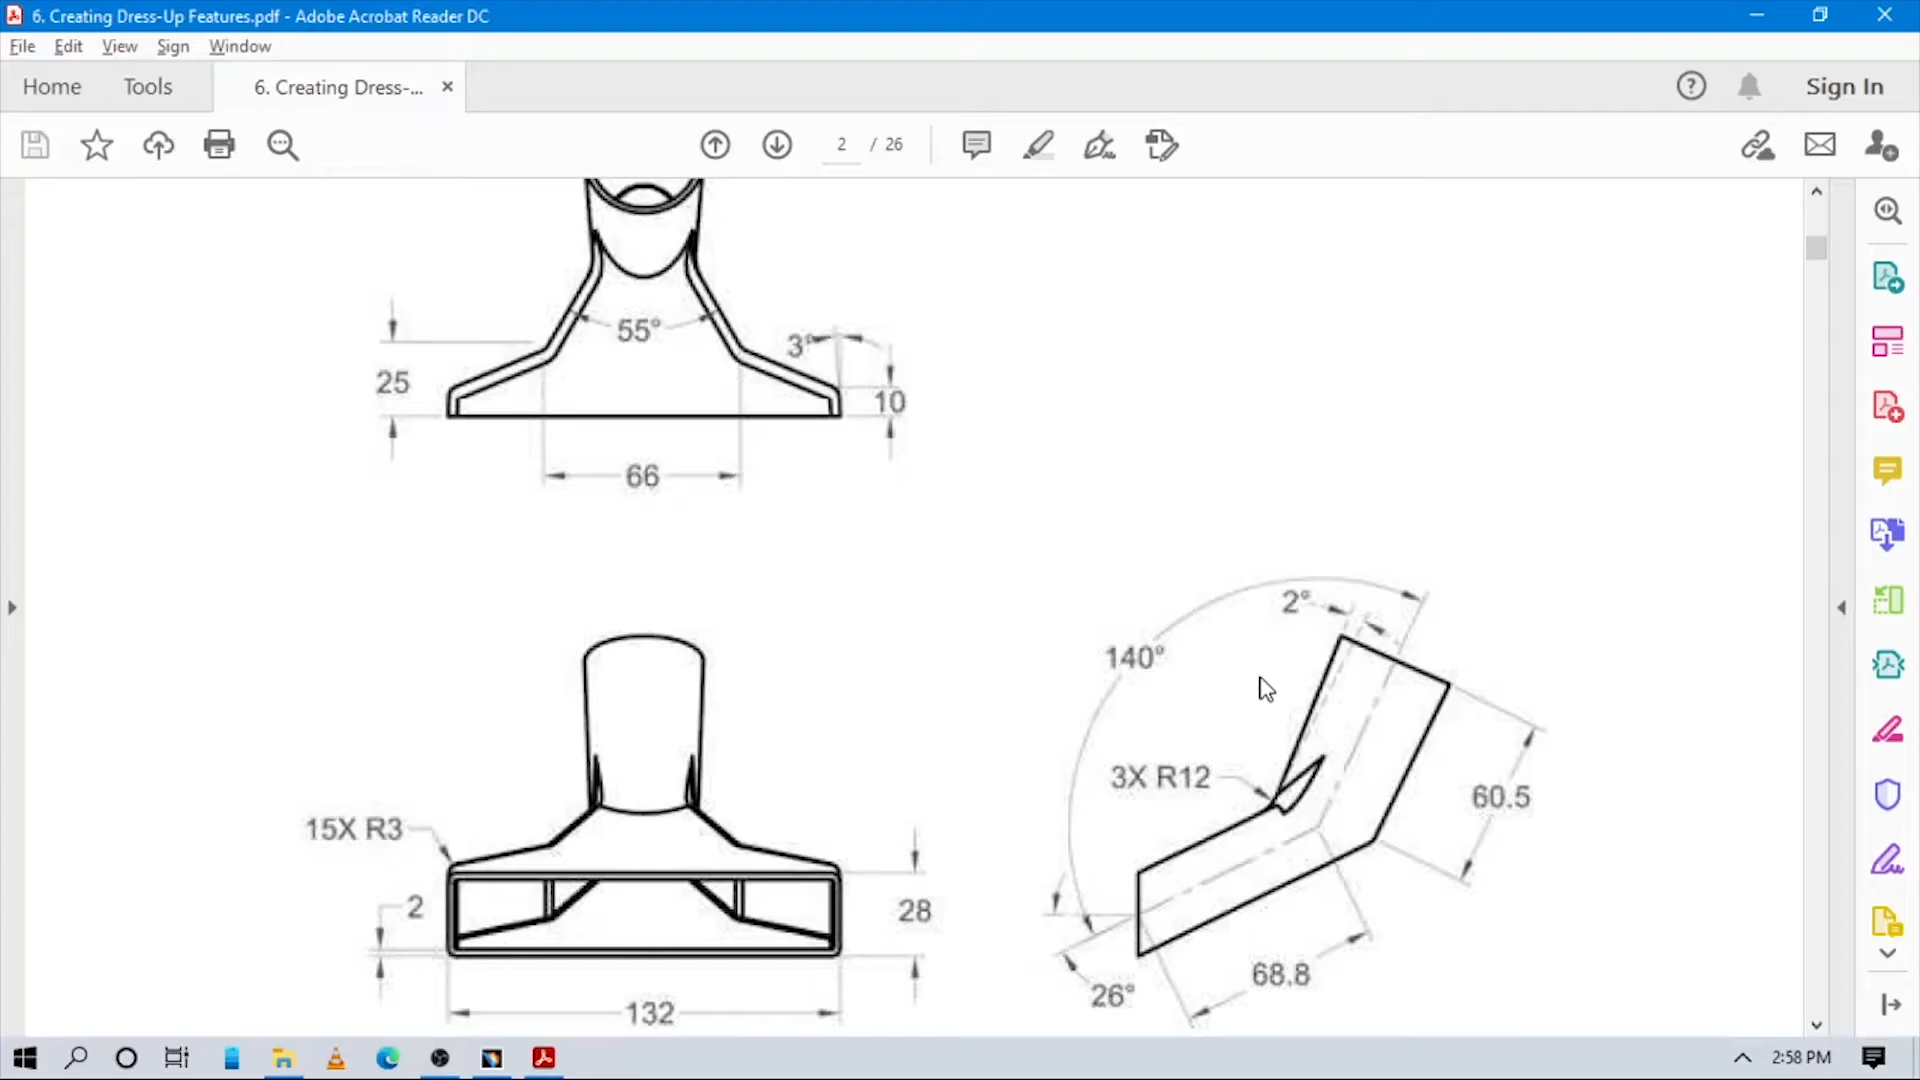 6. Creating Dress-Up Features.pdf - Adobe Acrobat Reader DC
File Edit View Sign Window
Home Tools 6. Creating Dress-... Sign In
2 / 26
55°
3°
25
10
66
2°
140°
3X R12
60.5
15X R3
2
28
68.8
26°
132
2:58 PM